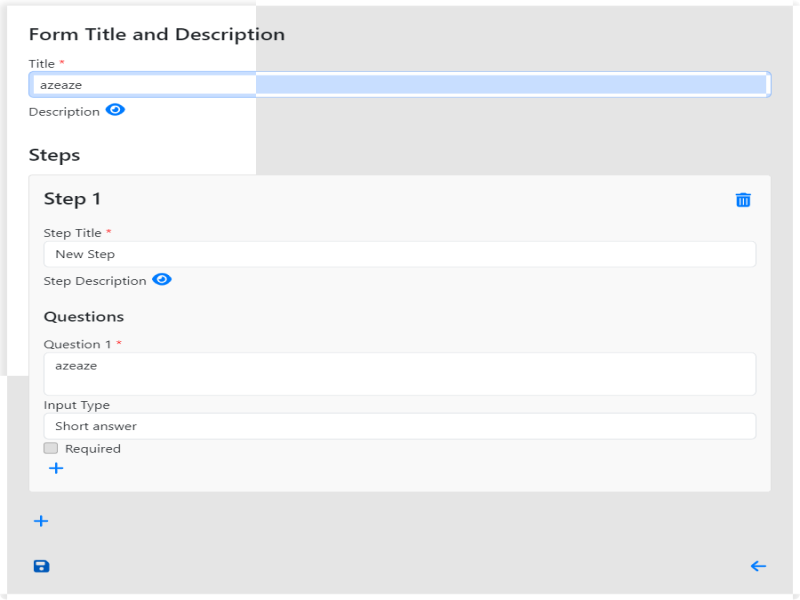 Form Title and Description
Title *
azeaze
Description
Steps
Step 1
Step Title *
New Step
Step Description
Questions
Question 1 *
azeaze
Input Type
Short answer
Required